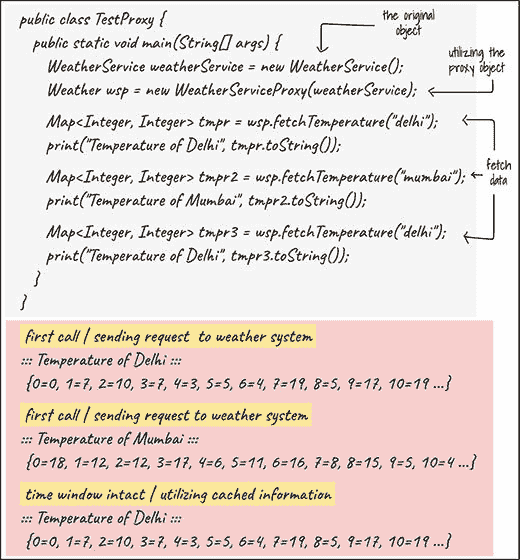 public class TestProxy {
public static void main(String[] args) {
the original
object
WeatherService weatherService = new WeatherService();
utilizing the
proxy object
Weather wsp = new WeatherServiceProxy(weatherService);
Map<Integer, Integer> tmpr = wsp.fetchTemperature("delhi");
print("Temperature of Delhi", tmpr.toString());
Map<Integer, Integer> tmpr2 = wsp.fetchTemperature("mumbai");
fetch
data
print("Temperature of Mumbai", tmpr2.toString());
Map<Integer, Integer> tmpr3 = wsp.fetchTemperature("delhi");
print("Temperature of Delhi", tmpr3.toString());
}
}
first call / sending request to weather system
::: Temperature of Delhi :::
{0=0, 1=7, 2=10, 3=7, 4=3, 5=5, 6=4, 7=19, 8=5, 9=17, 10=19 ...}
first call / sending request to weather system
::: Temperature of Mumbai :::
{0=18, 1=12, 2=12, 3=17, 4=6, 5=11, 6=16, 7=8, 8=15, 9=5, 10=4 ...}
time window intact / utilizing cached information
::: Temperature of Delhi :::
{0=0, 1=7, 2=10, 3=7, 4=3, 5=5, 6=4, 7=19, 8=5, 9=17, 10=19 ...}